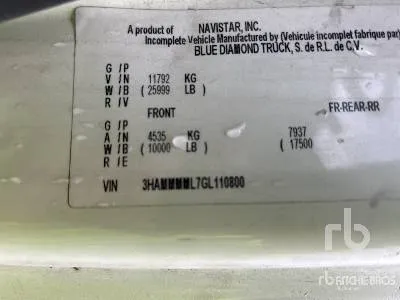 A product of NAVISTAR, INC.
Incomplete Vehicle Manufactured by (Vehicule incomplet fabrique par)
BLUE DIAMOND TRUCK, S. de R.L. de C.V.
G / P
V / N 11792 KG
W / B ( 25999 LB)
R / V
FRONT FR-REAR-RR
G / P
A / N 4535 KG 7937
W / B ( 10000 LB) ( 17500
R / E
VIN L7GL110800
rb
rb
RITCHIE BROS